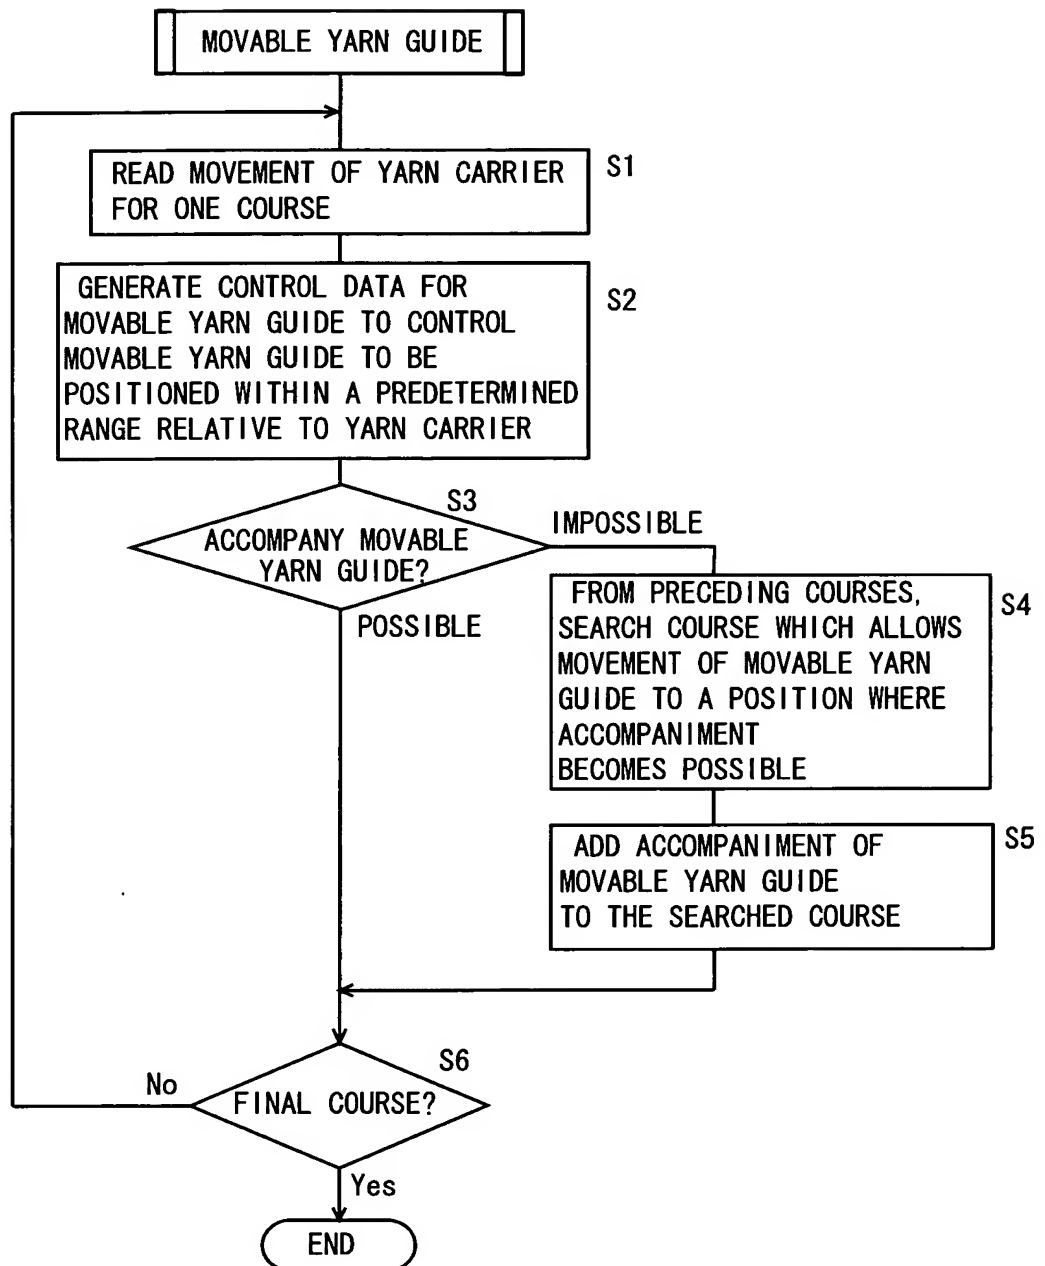 MOVABLE YARN GUIDE
READ MOVEMENT OF YARN CARRIER
FOR ONE COURSE
S1
GENERATE CONTROL DATA FOR
MOVABLE YARN GUIDE TO CONTROL
MOVABLE YARN GUIDE TO BE
POSITIONED WITHIN A PREDETERMINED
RANGE RELATIVE TO YARN CARRIER
S2
S3
ACCOMPANY MOVABLE
YARN GUIDE?
IMPOSSIBLE
POSSIBLE
FROM PRECEDING COURSES,
SEARCH COURSE WHICH ALLOWS
MOVEMENT OF MOVABLE YARN
GUIDE TO A POSITION WHERE
ACCOMPANIMENT
BECOMES POSSIBLE
S4
ADD ACCOMPANIMENT OF
MOVABLE YARN GUIDE
TO THE SEARCHED COURSE
S5
S6
No
FINAL COURSE?
Yes
END